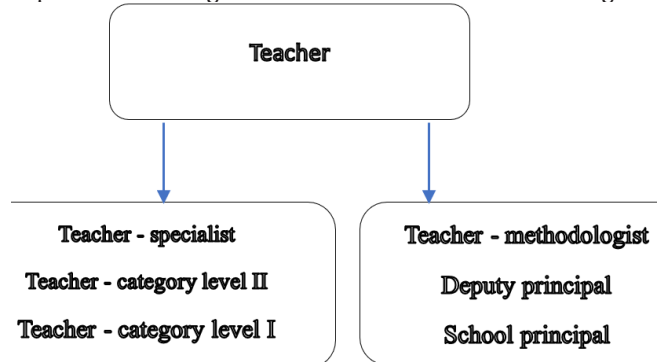 Teacher
Teacher - specialist
Teacher - category level II
Teacher - category level I
Teacher - methodologist
Deputy principal
School principal